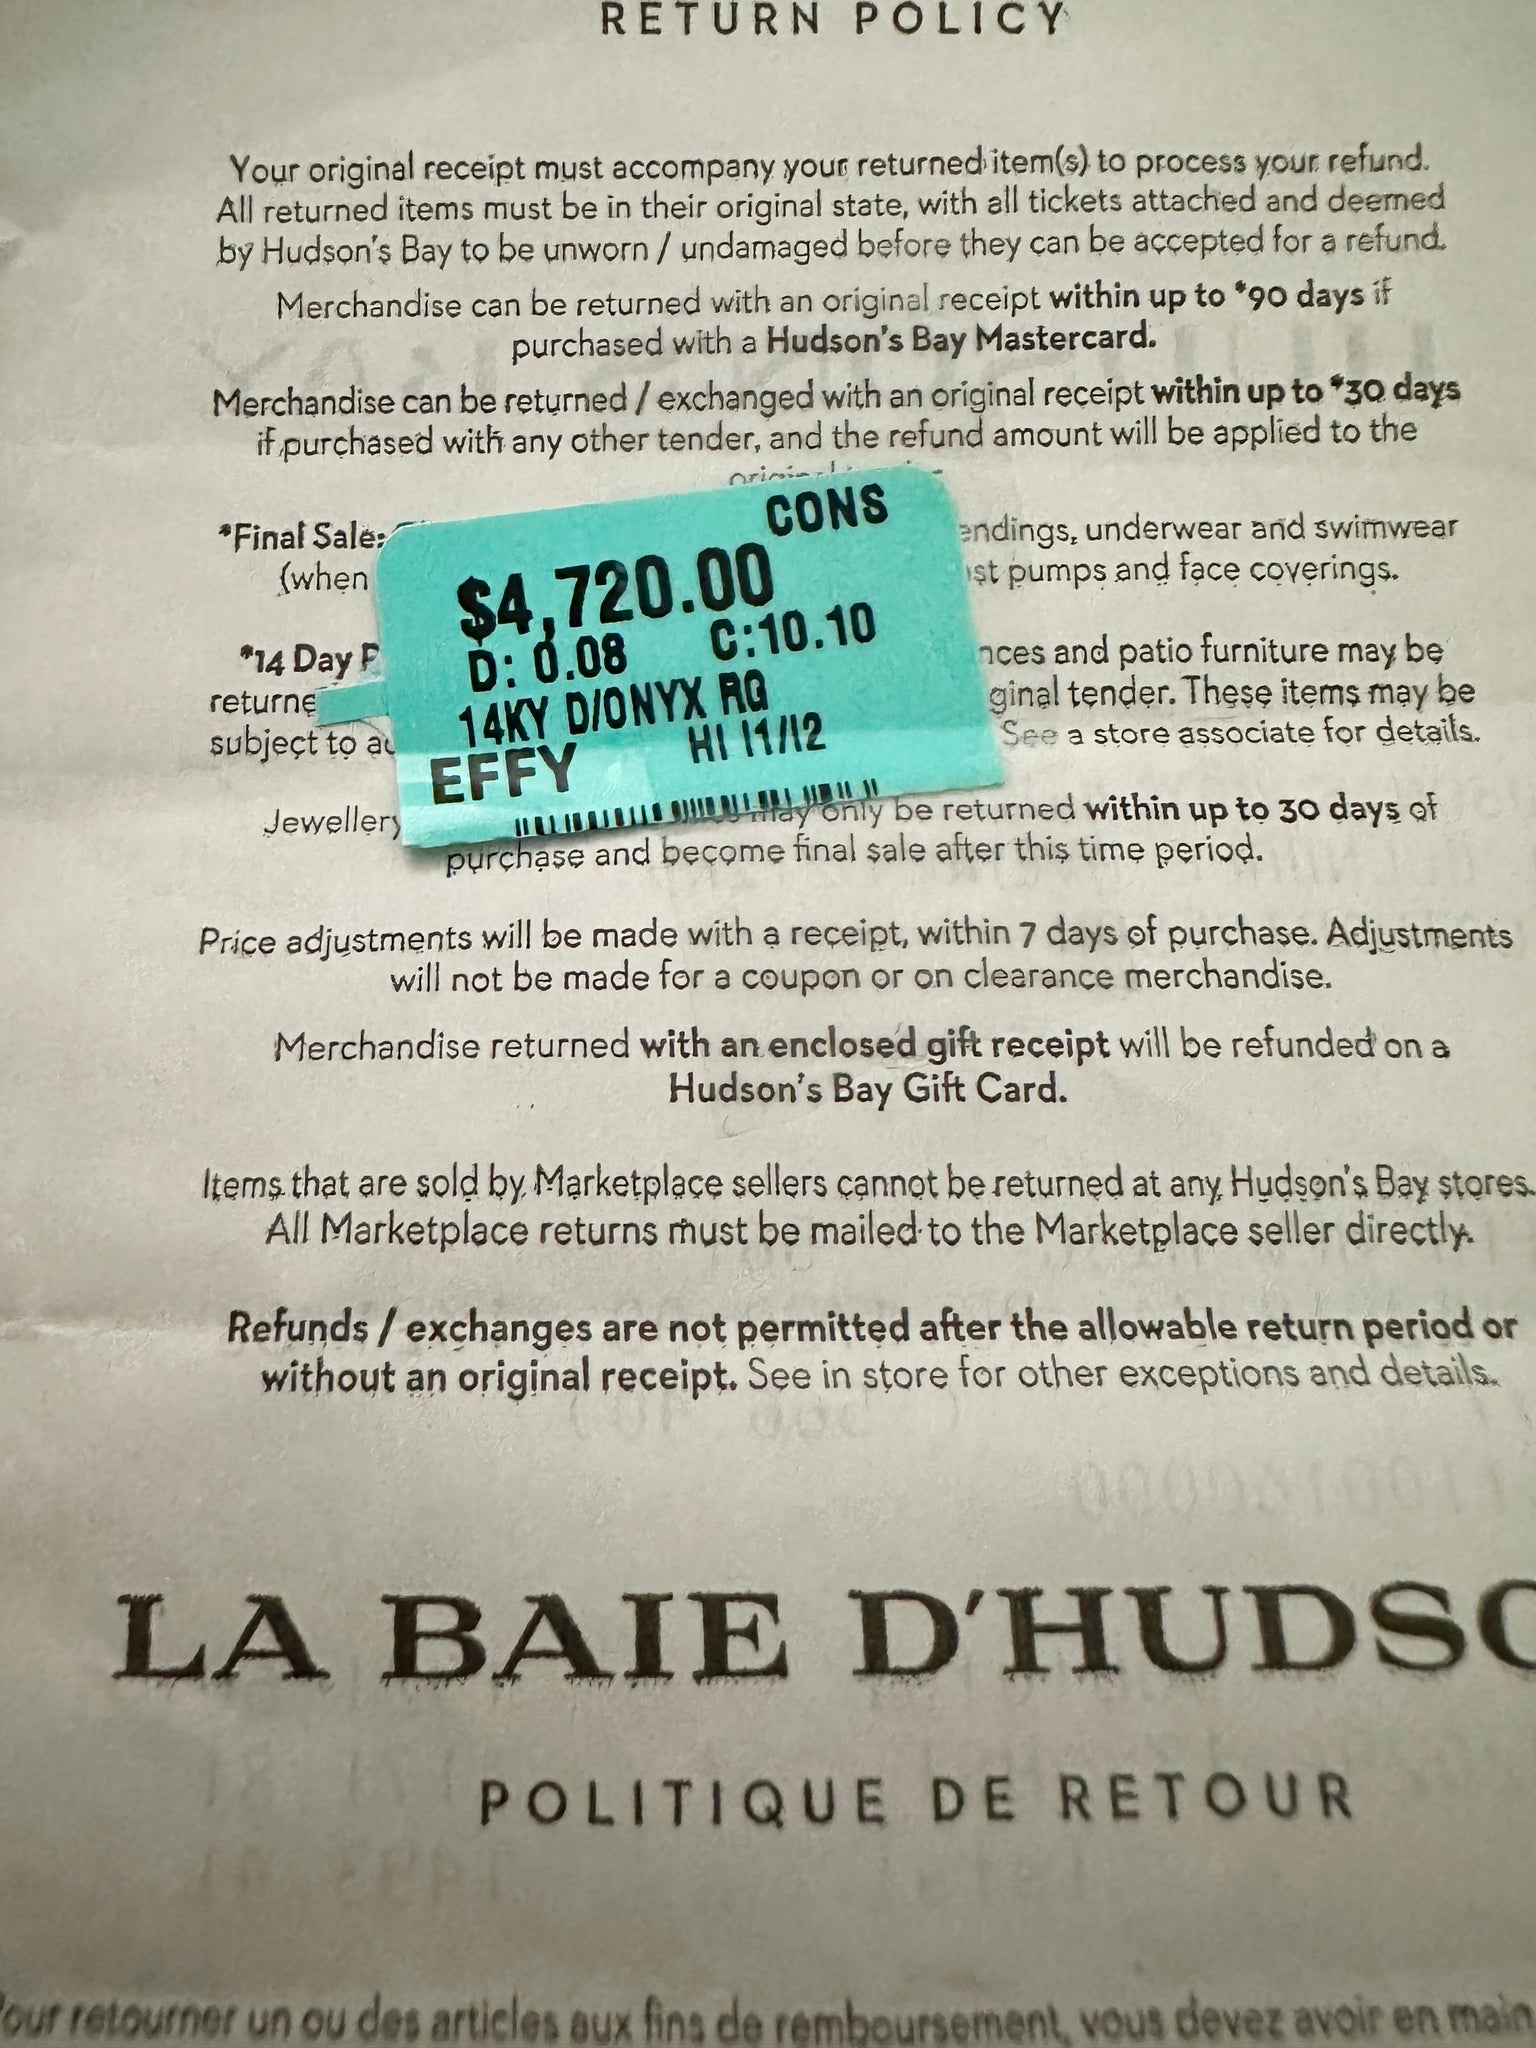 RETURN POLICY
Your original receipt must accompany your returned item(s) to process your refund.
All returned items must be in their original state, with all tickets attached and deemed
by Hudson's Bay to be unworn / undamaged before they can be accepted for a refund.
Merchandise can be returned with an original receipt within up to *90 days if
purchased with a Hudson's Bay Mastercard.
Merchandise can be returned / exchanged with an original receipt within up to *30 days
if purchased with any other tender, and the refund amount will be applied to the
*Final Sale: endings, underwear and swimwear
(when st pumps and face coverings.
*14 Day nces and patio furniture may be
returne ginal tender. These items may be
subject to See a store associate for details.
CONS
$4,720.00
D: 0.08 C:10.10
14KY D/ONYX RG
EFFY HI I1/I2
Jewellery may only be returned within up to 30 days of
purchase and become final sale after this time period.
Price adjustments will be made with a receipt, within 7 days of purchase. Adjustments
will not be made for a coupon or on clearance merchandise.
Merchandise returned with an enclosed gift receipt will be refunded on a
Hudson's Bay Gift Card.
Items that are sold by Marketplace sellers cannot be returned at any Hudson's Bay stores.
All Marketplace returns must be mailed to the Marketplace seller directly.
Refunds / exchanges are not permitted after the allowable return period or
without an original receipt. See in store for other exceptions and details.
LA BAIE D'HUDSO
POLITIQUE DE RETOUR
Pour retourner un ou des articles aux fins de remboursement, vous devez avoir en main